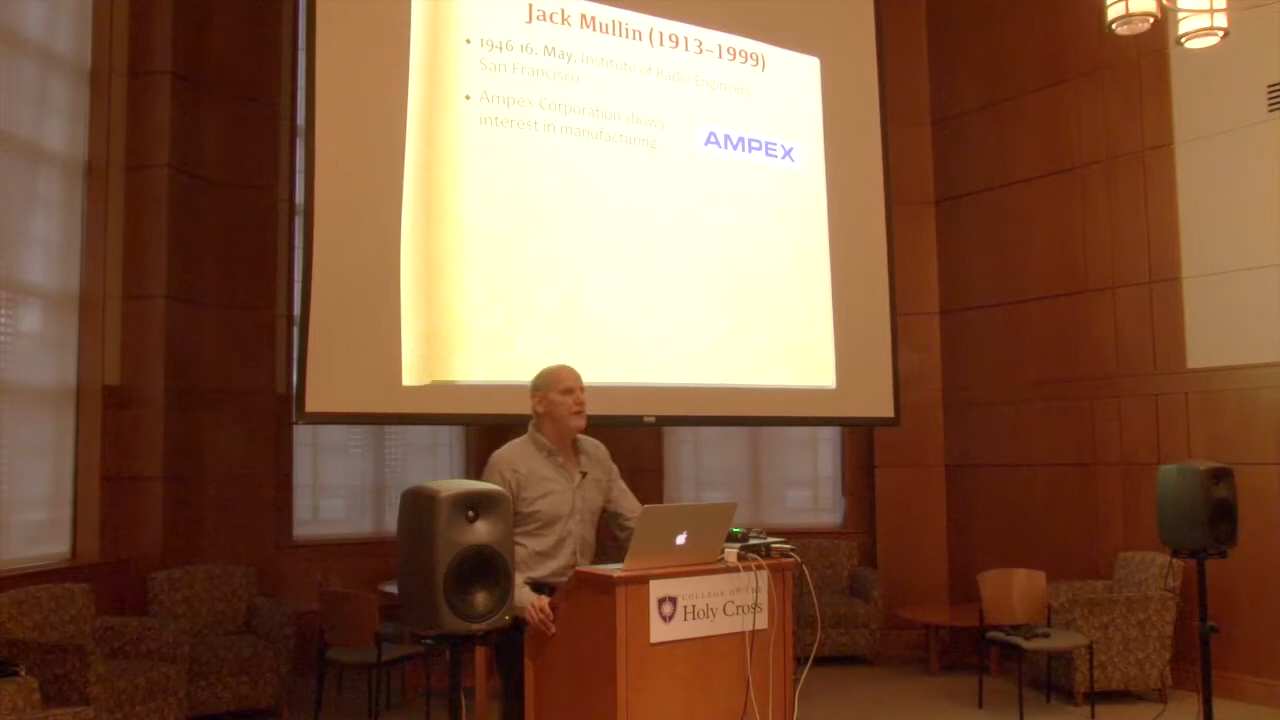 Jack Mullin (1913–1999)
• 1946 16. May, Institute of Radio Engineers,
San Francisco
• Ampex Corporation shows
interest in manufacturing
AMPEX
COLLEGE OF THE
Holy Cross